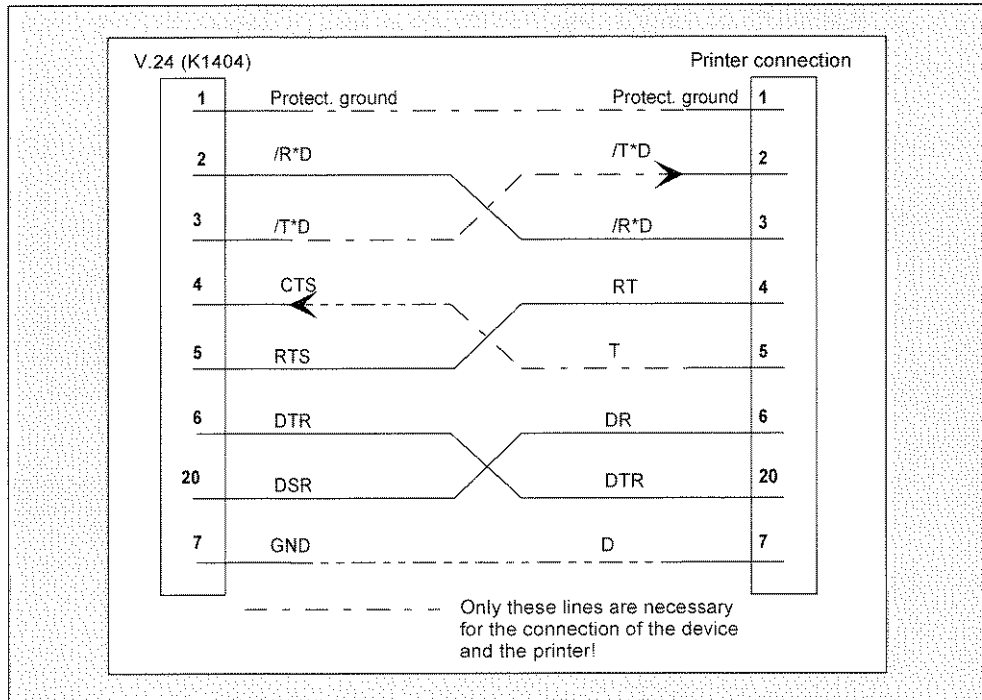 V.24 (K1404) Printer connection
1 Protect. ground Protect. ground 1
2 /R*D /T*D 2
3 /T*D /R*D 3
4 CTS RT 4
5 RTS T 5
6 DTR DR 6
20 DSR DTR 20
7 GND D 7
Only these lines are necessary
for the connection of the device
and the printer!